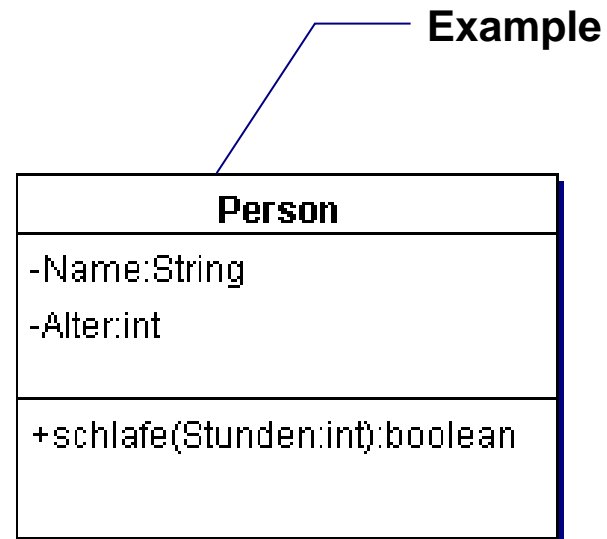 Example
Person
-Name:String
-Alter:int
+schlafe(Stunden:int):boolean